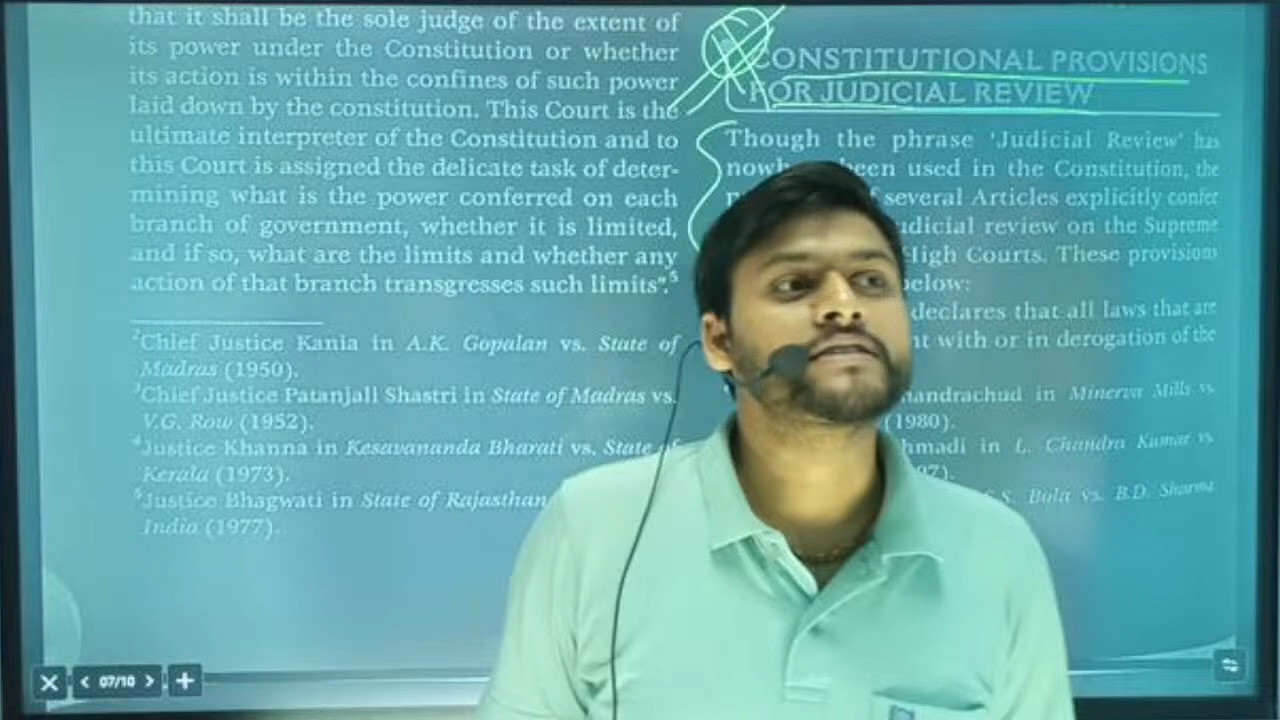 that it shall be the sole judge of the extent of
its power under the Constitution or whether
its action is within the confines of such power
laid down by the constitution. This Court is the
ultimate interpreter of the Constitution and to
this Court is assigned the delicate task of deter-
mining what is the power conferred on each
branch of government, whether it is limited,
and if so, what are the limits and whether any
action of that branch transgresses such limits”.5
2Chief Justice Kania in A.K. Gopalan vs. State of
Madras (1950).
3Chief Justice Patanjali Shastri in State of Madras vs.
V.G. Row (1952).
4Justice Khanna in Kesavananda Bharati vs. State of
Kerala (1973).
5Justice Bhagwati in State of Rajasthan
India (1977).
CONSTITUTIONAL PROVISIONS
FOR JUDICIAL REVIEW
Though the phrase ‘Judicial Review’ has
been used in the Constitution, the
several Articles explicitly confer
judicial review on the Supreme
High Courts. These provisions
below:
declares that all laws that are
with or in derogation of the
Chandrachud in Minerva Mills vs.
(1980).
Ahmadi in L. Chandra Kumar vs.
S.S. Bola vs. B.D. Sharma
07/10